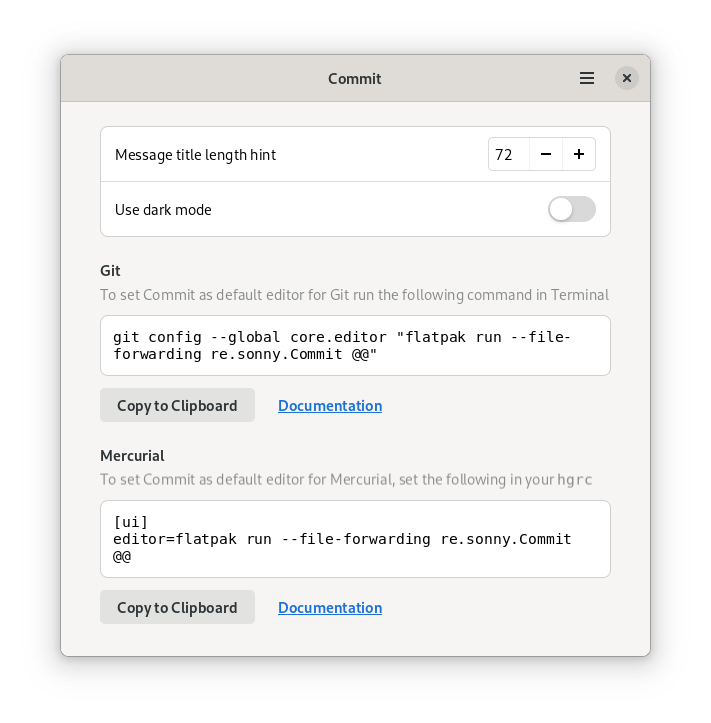 Commit
Message title length hint 72
Use dark mode
Git
To set Commit as default editor for Git run the following command in Terminal
git config --global core.editor "flatpak run --file-
forwarding re.sonny.Commit @@"
Copy to Clipboard Documentation
Mercurial
To set Commit as default editor for Mercurial, set the following in your hgrc
[ui]
editor=flatpak run --file-forwarding re.sonny.Commit
@@
Copy to Clipboard Documentation